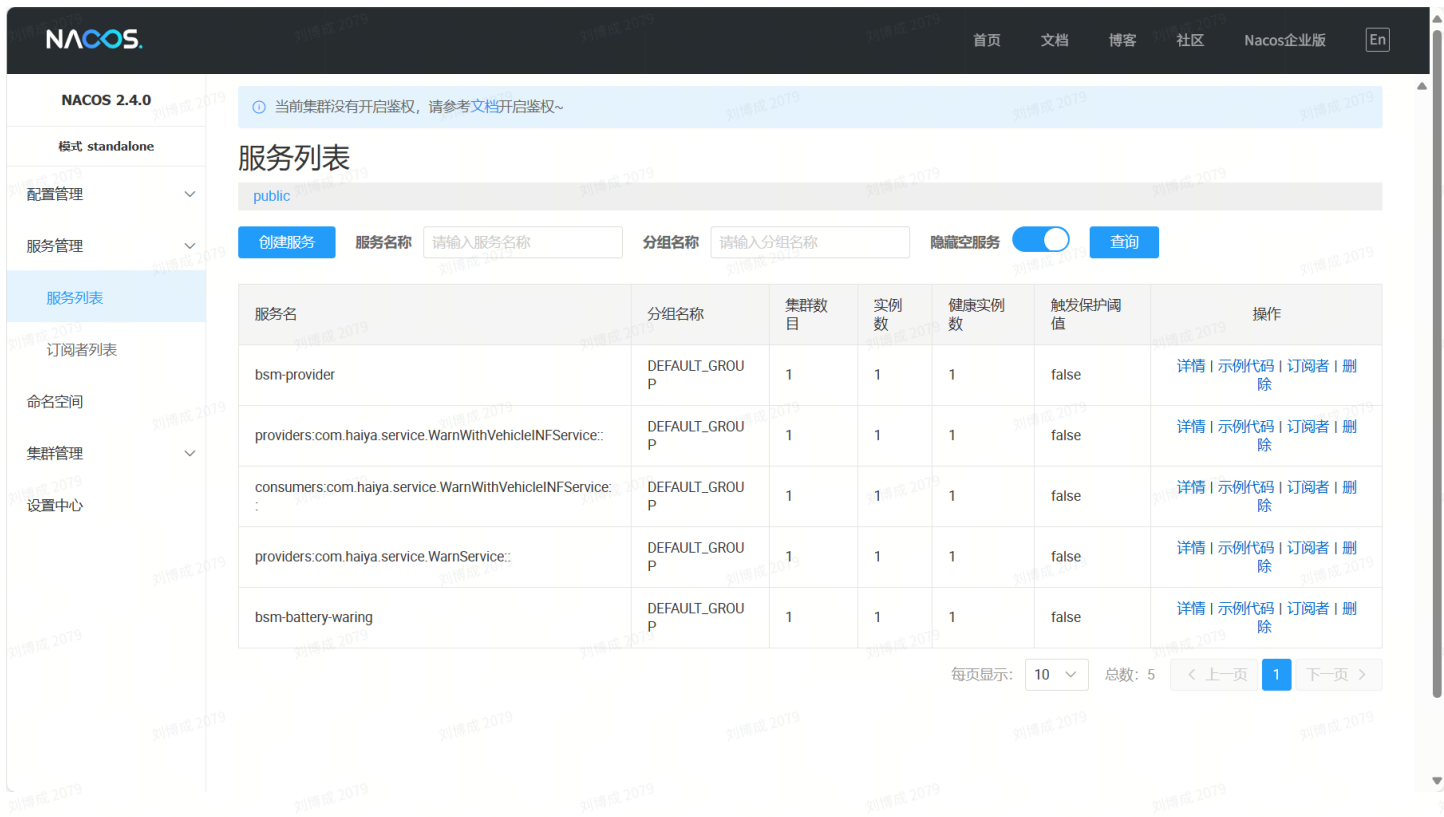 NACOS.
首页 文档 博客 社区 Nacos企业版 En
NACOS 2.4.0
模式 standalone
配置管理
服务管理
服务列表
订阅者列表
命名空间
集群管理
设置中心
当前集群没有开启鉴权，请参考文档开启鉴权~
服务列表
public
创建服务 服务名称 请输入服务名称 分组名称 请输入分组名称 隐藏空服务 查询
服务名 分组名称 集群数目 实例数 健康实例数 触发保护阈值 操作
bsm-provider DEFAULT_GROUP 1 1 1 false 详情 | 示例代码 | 订阅者 | 删除
providers:com.haiya.service.WarnWithVehicleINFService:: DEFAULT_GROUP 1 1 1 false 详情 | 示例代码 | 订阅者 | 删除
consumers:com.haiya.service.WarnWithVehicleINFService:: DEFAULT_GROUP 1 1 1 false 详情 | 示例代码 | 订阅者 | 删除
providers:com.haiya.service.WarnService:: DEFAULT_GROUP 1 1 1 false 详情 | 示例代码 | 订阅者 | 删除
bsm-battery-waring DEFAULT_GROUP 1 1 1 false 详情 | 示例代码 | 订阅者 | 删除
每页显示： 10 总数：5 上一页 1 下一页
刘博成 2079